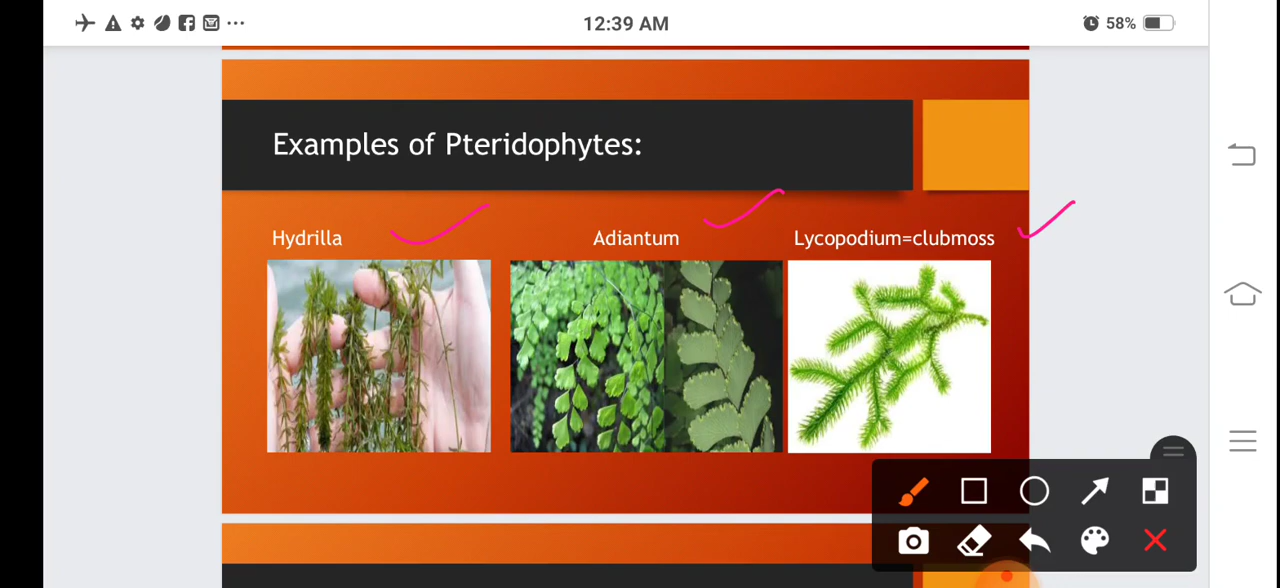 12:39 AM
58%
Examples of Pteridophytes:
Hydrilla
Adiantum
Lycopodium=clubmoss